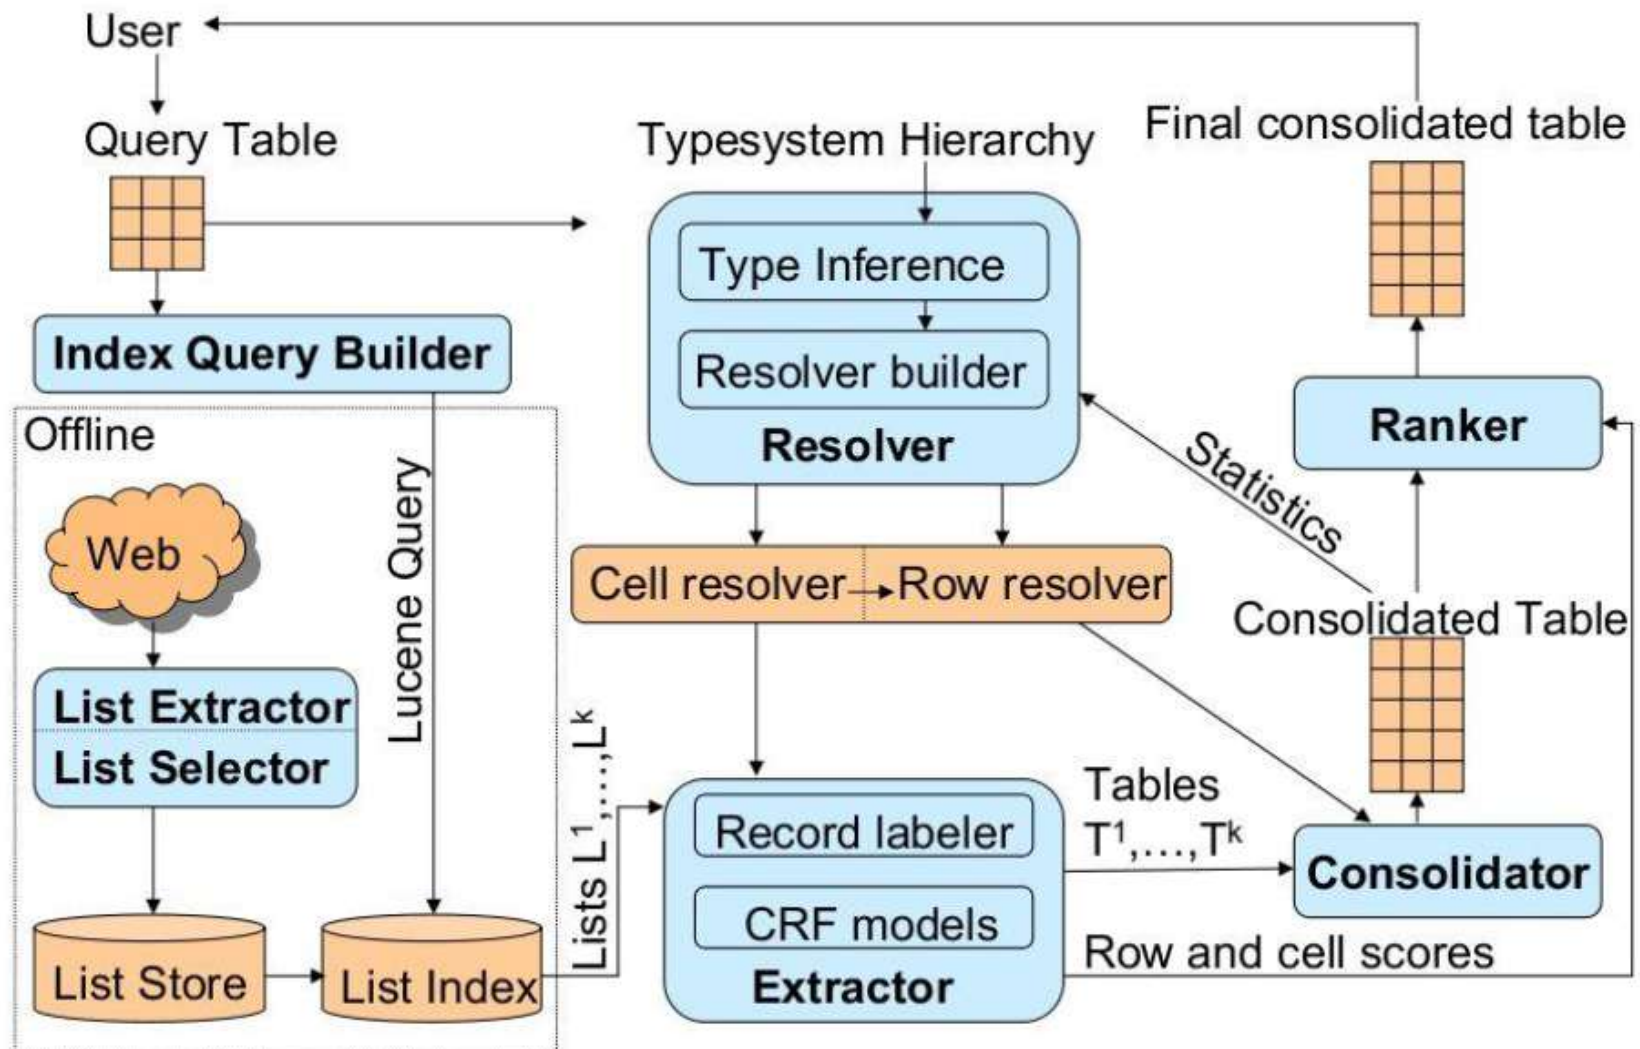 User
Query Table
Typesystem Hierarchy
Final consolidated table
Type Inference
Index Query Builder
Resolver builder
Resolver
Ranker
Offline
Statistics
Lucene Query
Web
Cell resolver
Row resolver
Consolidated Table
List Extractor
List Selector
Lists L¹,...,Lᵏ
Record labeler
Tables
T¹,...,Tᵏ
Consolidator
CRF models
Row and cell scores
List Store
List Index
Extractor